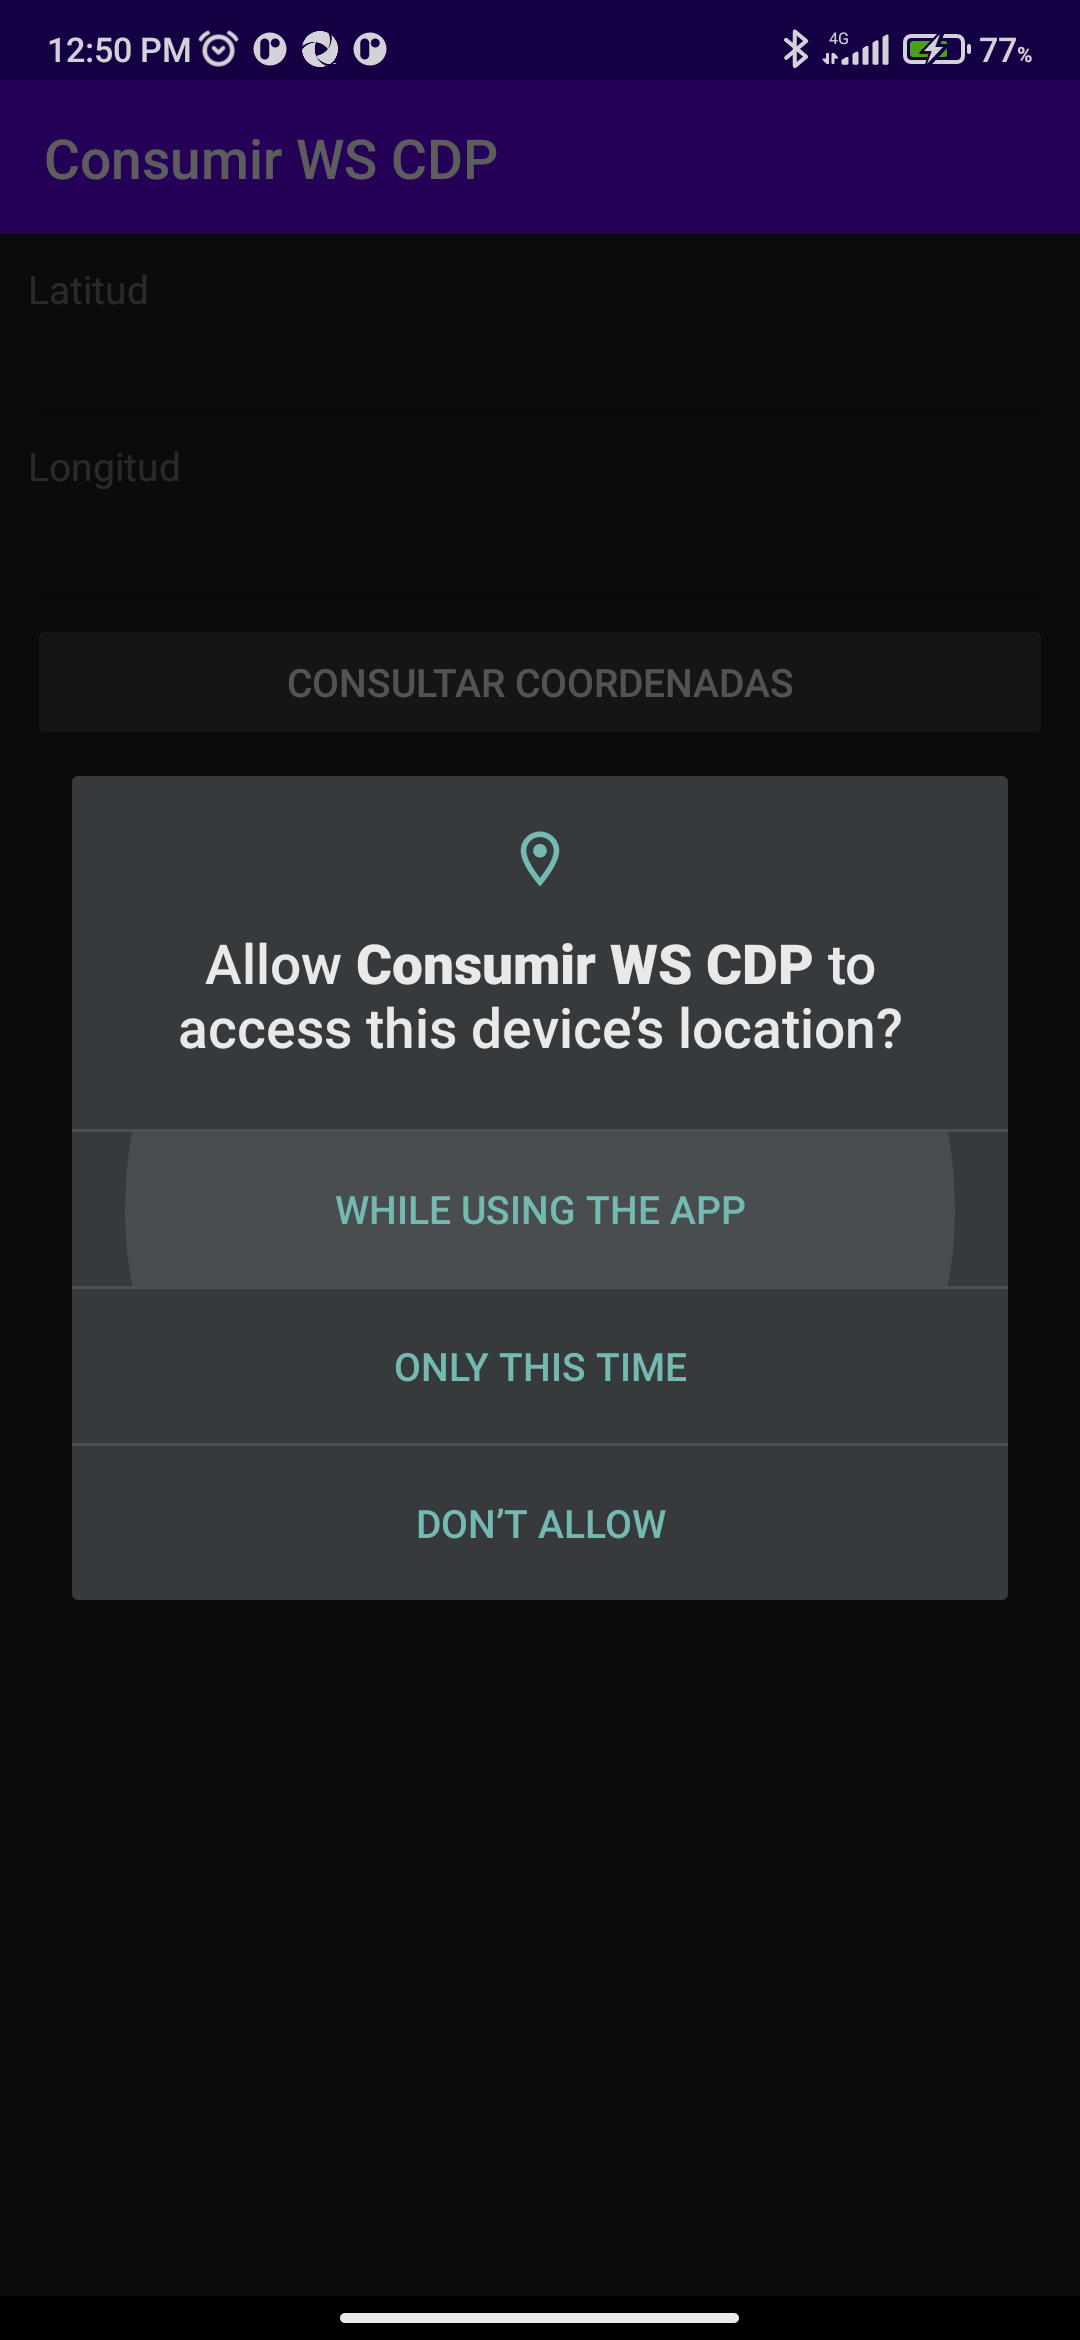 12:50 PM 4G 77%
Consumir WS CDP
Latitud
Longitud
CONSULTAR COORDENADAS
Allow Consumir WS CDP to
access this device’s location?
WHILE USING THE APP
ONLY THIS TIME
DON’T ALLOW